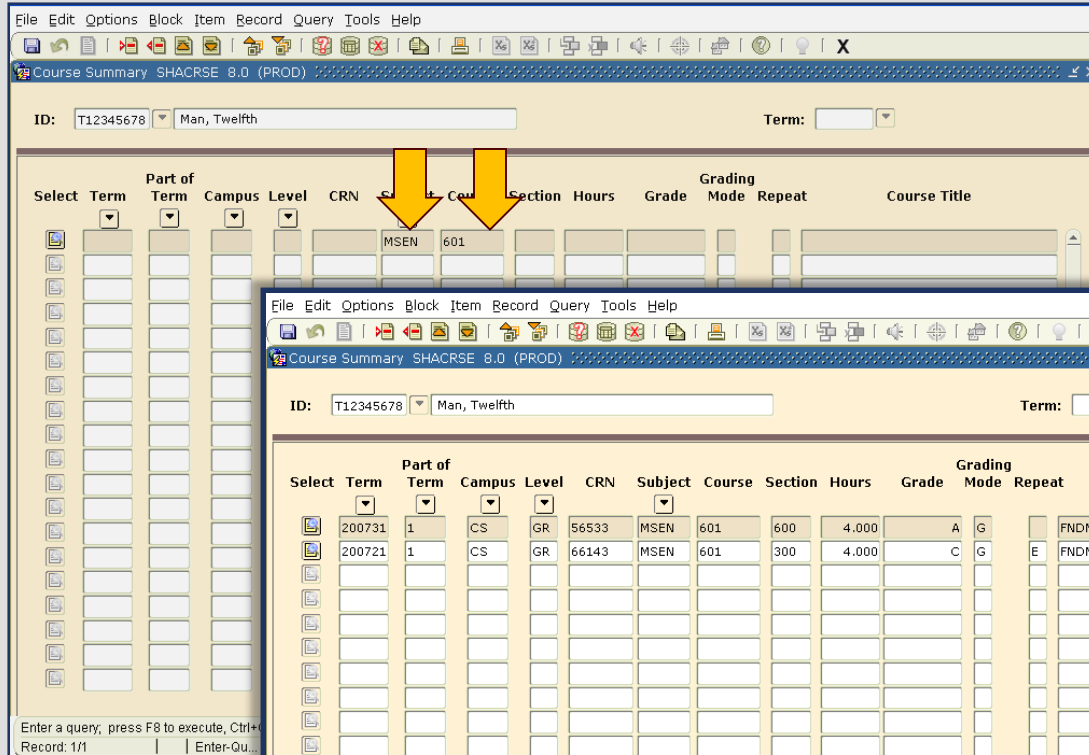 File Edit Options Block Item Record Query Tools Help
X
Course Summary SHACRSE 8.0 (PROD)
ID: T12345678 Man, Twelfth Term:
Part of Grading
Select Term Term Campus Level CRN Section Hours Grade Mode Repeat Course Title
MSEN 601
File Edit Options Block Item Record Query Tools Help
Course Summary SHACRSE 8.0 (PROD)
ID: T12345678 Man, Twelfth Term:
Part of Grading
Select Term Term Campus Level CRN Subject Course Section Hours Grade Mode Repeat
200731 1 CS GR 56533 MSEN 601 600 4.000 A G
200721 1 CS GR 66143 MSEN 601 300 4.000 C G E
Enter a query; press F8 to execute, Ctrl+
Record: 1/1 Enter-Qu...